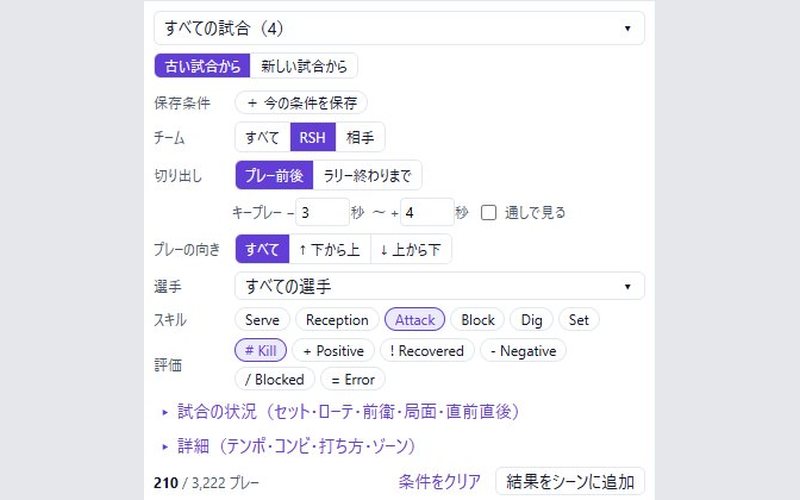 すべての試合（4） ▼
古い試合から 新しい試合から
保存条件 + 今の条件を保存
チーム すべて RSH 相手
切り出し プレー前後 ラリー終わりまで
キープレー − 3 秒 〜 + 4 秒 通しで見る
プレーの向き すべて ↑ 下から上 ↓ 上から下
選手 すべての選手 ▼
スキル Serve Reception Attack Block Dig Set
評価 # Kill + Positive ! Recovered - Negative
/ Blocked = Error
▸ 試合の状況（セット・ローテ・前衛・局面・直前直後）
▸ 詳細（テンポ・コンビ・打ち方・ゾーン）
210 / 3,222 プレー 条件をクリア 結果をシーンに追加